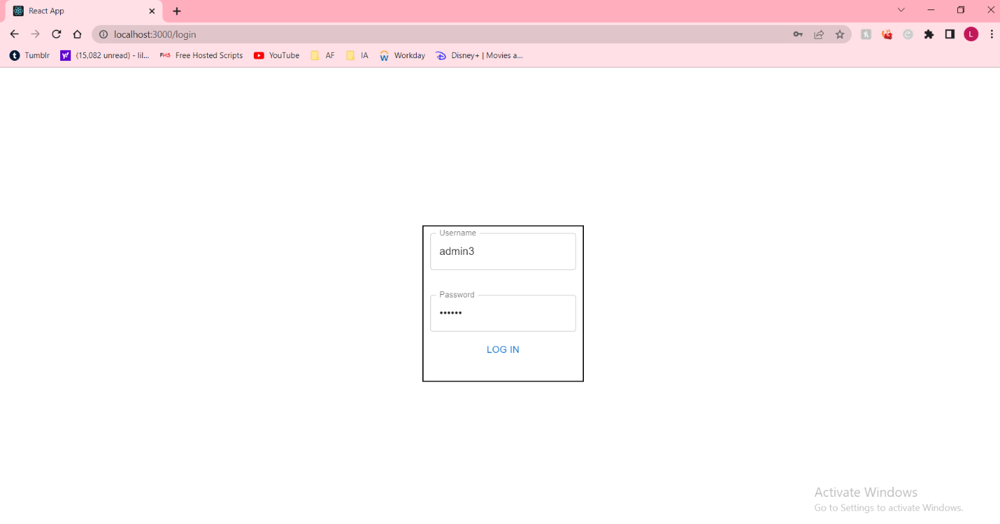 React App
localhost:3000/login
L
Tumblr
(15,082 unread) - lil...
FHS Free Hosted Scripts
YouTube
AF
IA
Workday
Disney+ | Movies a...
Username
admin3
Password
••••••
LOG IN
Activate Windows
Go to Settings to activate Windows.